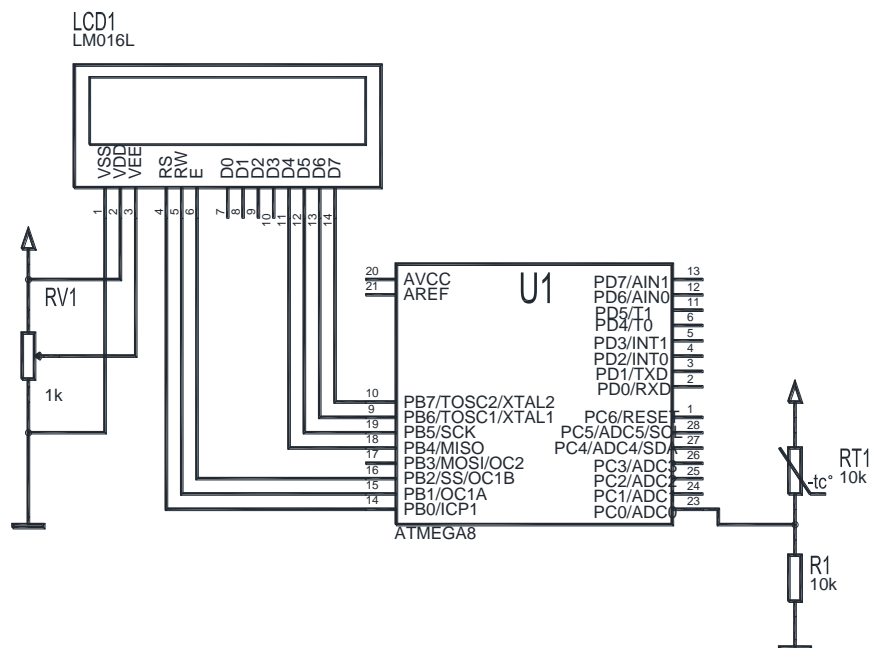 LCD1
LM016L
VSS
VDD
VEE
RS
RW
E
D0
D1
D2
D3
D4
D5
D6
D7
1
2
3
4
5
6
7
8
9
10
11
12
13
14
RV1
1k
U1
20 AVCC
21 AREF
10 PB7/TOSC2/XTAL2
9 PB6/TOSC1/XTAL1
19 PB5/SCK
18 PB4/MISO
17 PB3/MOSI/OC2
16 PB2/SS/OC1B
15 PB1/OC1A
14 PB0/ICP1
PD7/AIN1 13
PD6/AIN0 12
PD5/T1 11
PD4/T0 6
PD3/INT1 5
PD2/INT0 4
PD1/TXD 3
PD0/RXD 2
PC6/RESET 1
PC5/ADC5/SCL 28
PC4/ADC4/SDA 27
PC3/ADC3 26
PC2/ADC2 25
PC1/ADC1 24
PC0/ADC0 23
ATMEGA8
RT1
10k
-tc°
R1
10k